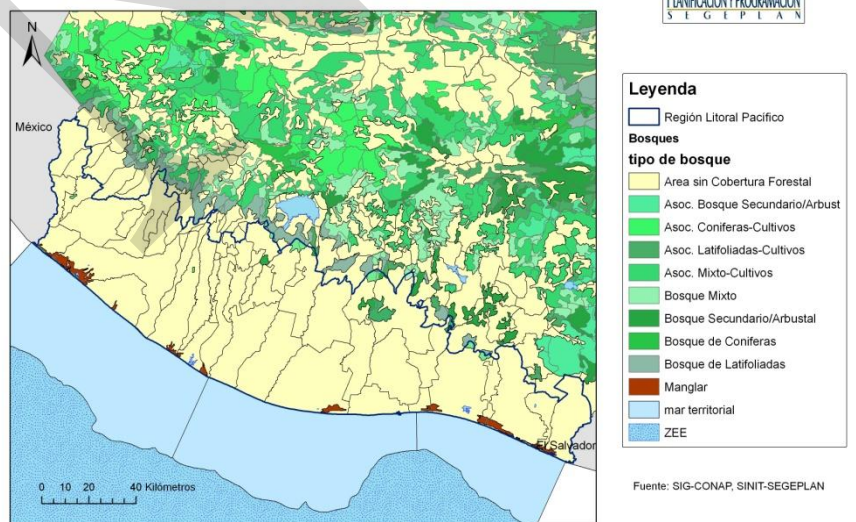 PLANIFICACIÓN Y PROGRAMACIÓN
SEGEPLAN
N
México
El Salvador
0 10 20 40 Kilómetros
Leyenda
Región Litoral Pacífico
Bosques
tipo de bosque
Area sin Cobertura Forestal
Asoc. Bosque Secundario/Arbust
Asoc. Coniferas-Cultivos
Asoc. Latifoliadas-Cultivos
Asoc. Mixto-Cultivos
Bosque Mixto
Bosque Secundario/Arbustal
Bosque de Coniferas
Bosque de Latifoliadas
Manglar
mar territorial
ZEE
Fuente: SIG-CONAP, SINIT-SEGEPLAN